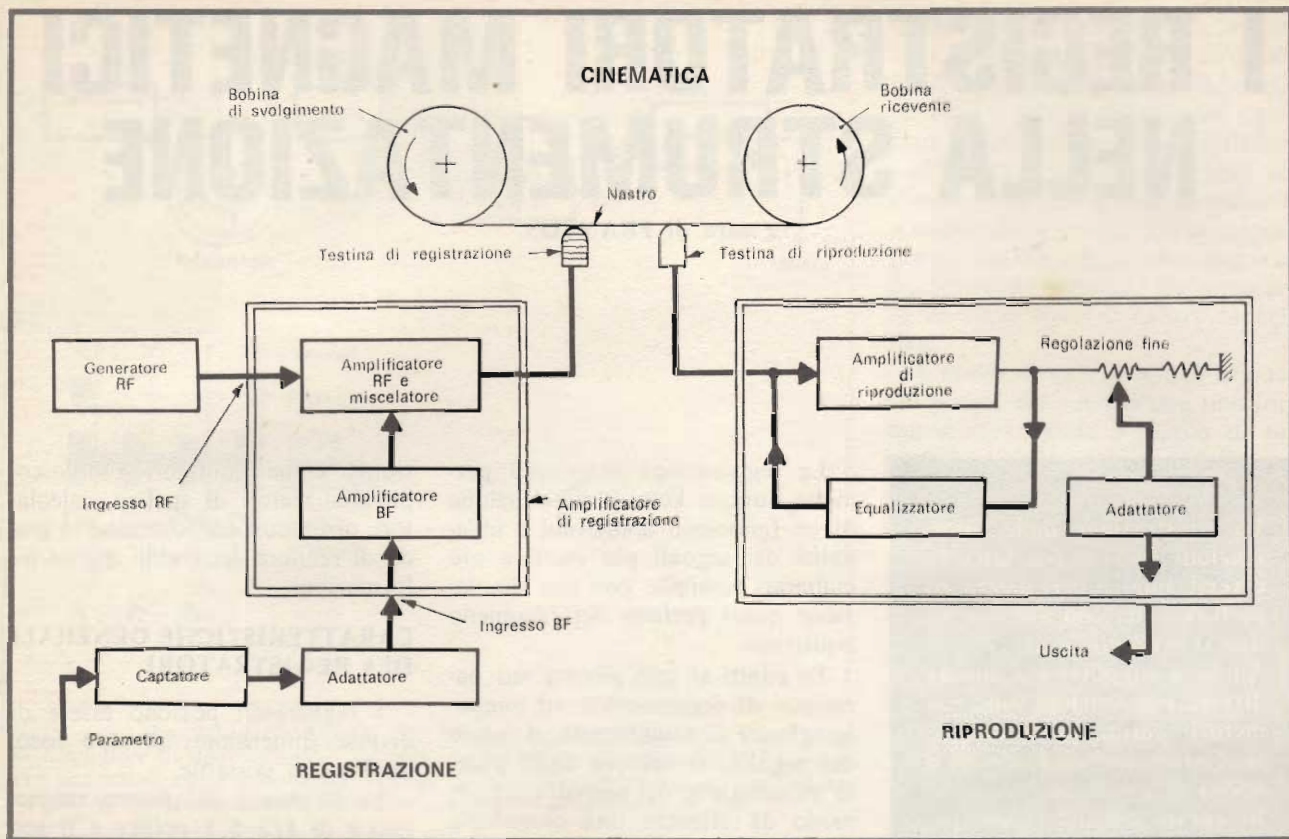 CINEMATICA
Bobina
di svolgimento
Bobina
ricevente
Nastro
Testina di registrazione
Testina di riproduzione
Generatore
RF
Amplificatore
RF e
miscelatore
Amplificatore
di
riproduzione
Regolazione fine
Ingresso RF
Amplificatore
BF
Amplificatore
di registrazione
Equalizzatore
Adattatore
Ingresso BF
Uscita
Captatore
Adattatore
Parametro
REGISTRAZIONE
RIPRODUZIONE